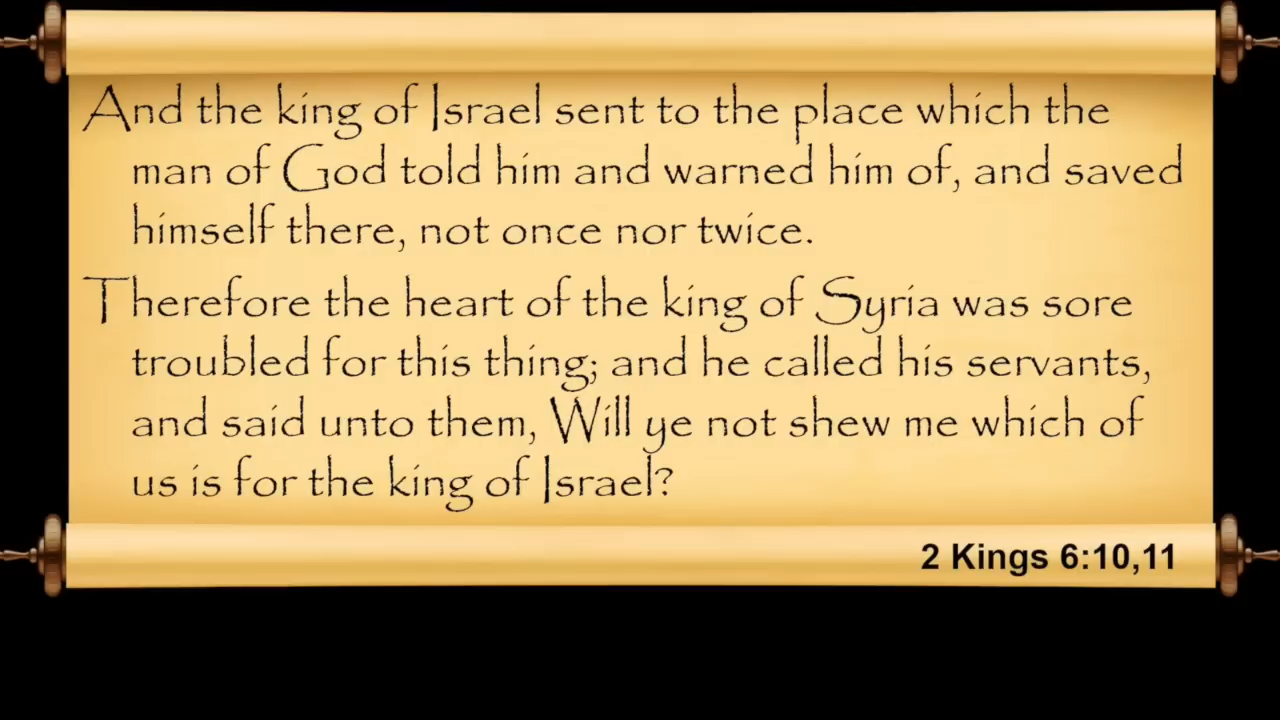 And the king of Israel sent to the place which the
man of God told him and warned him of, and saved
himself there, not once nor twice.
Therefore the heart of the king of Syria was sore
troubled for this thing; and he called his servants,
and said unto them, Will ye not shew me which of
us is for the king of Israel?
2 Kings 6:10,11